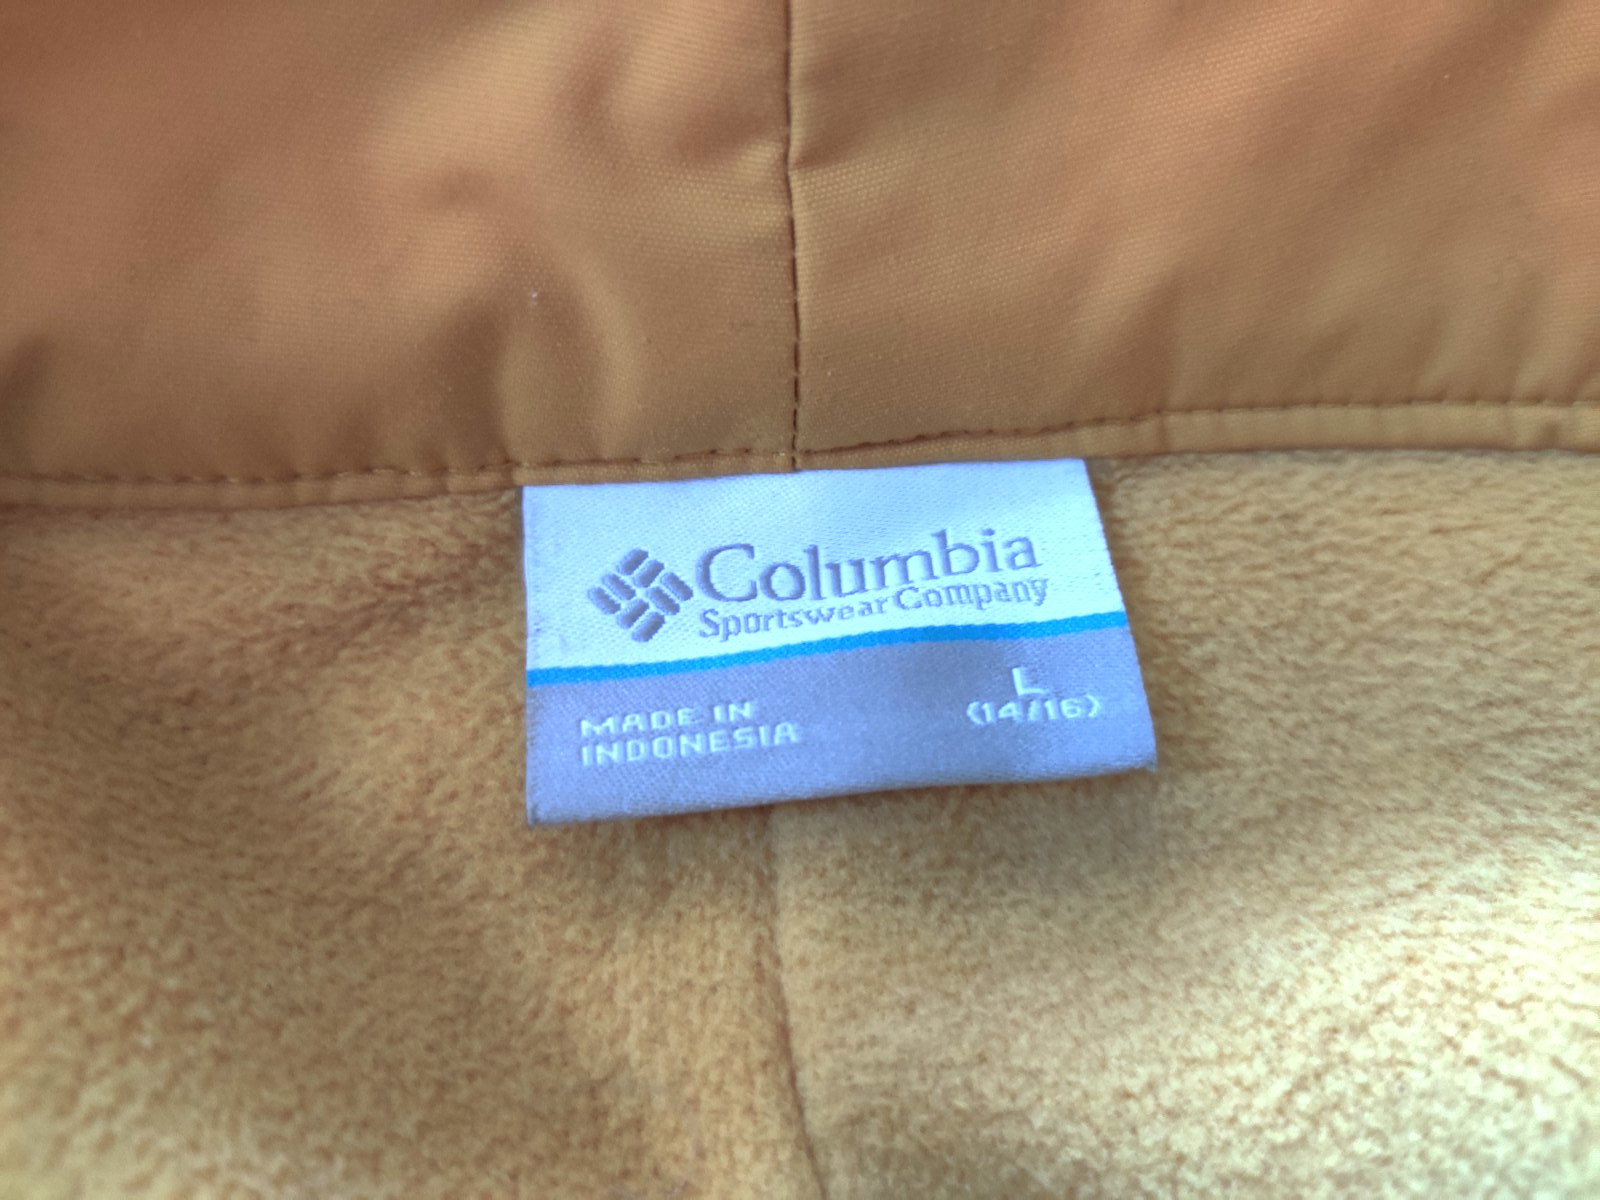 Columbia
Sportswear Company
MADE IN
INDONESIA
L
(14/16)